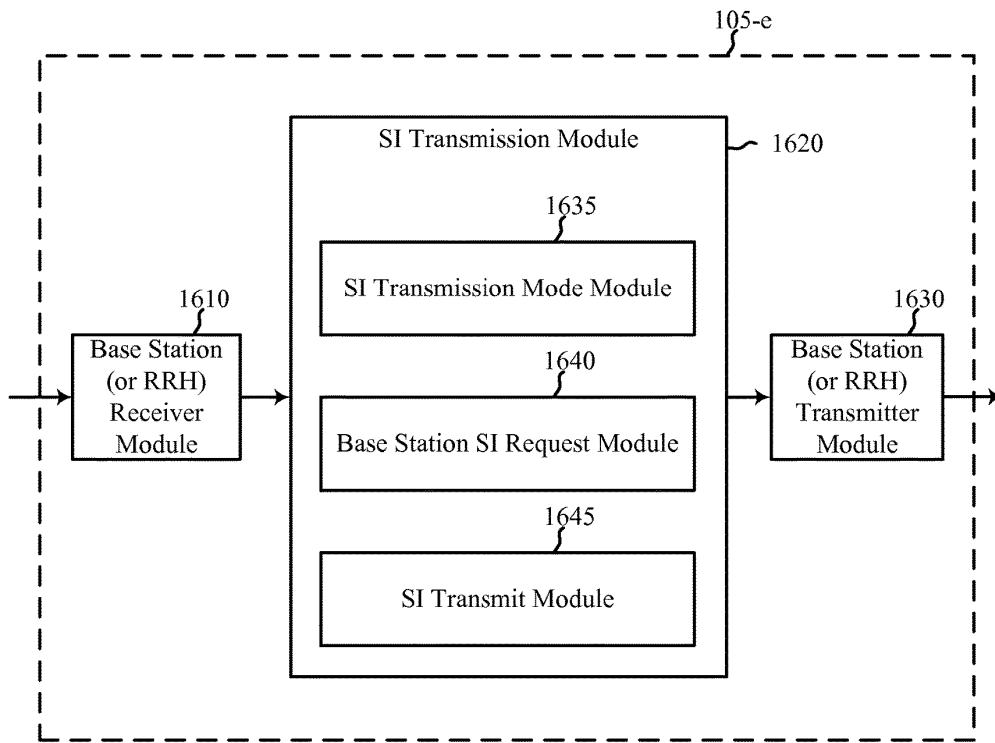 105-e
SI Transmission Module
1620
1635
SI Transmission Mode Module
1610
Base Station
(or RRH)
Receiver
Module
1640
Base Station SI Request Module
1630
Base Station
(or RRH)
Transmitter
Module
1645
SI Transmit Module